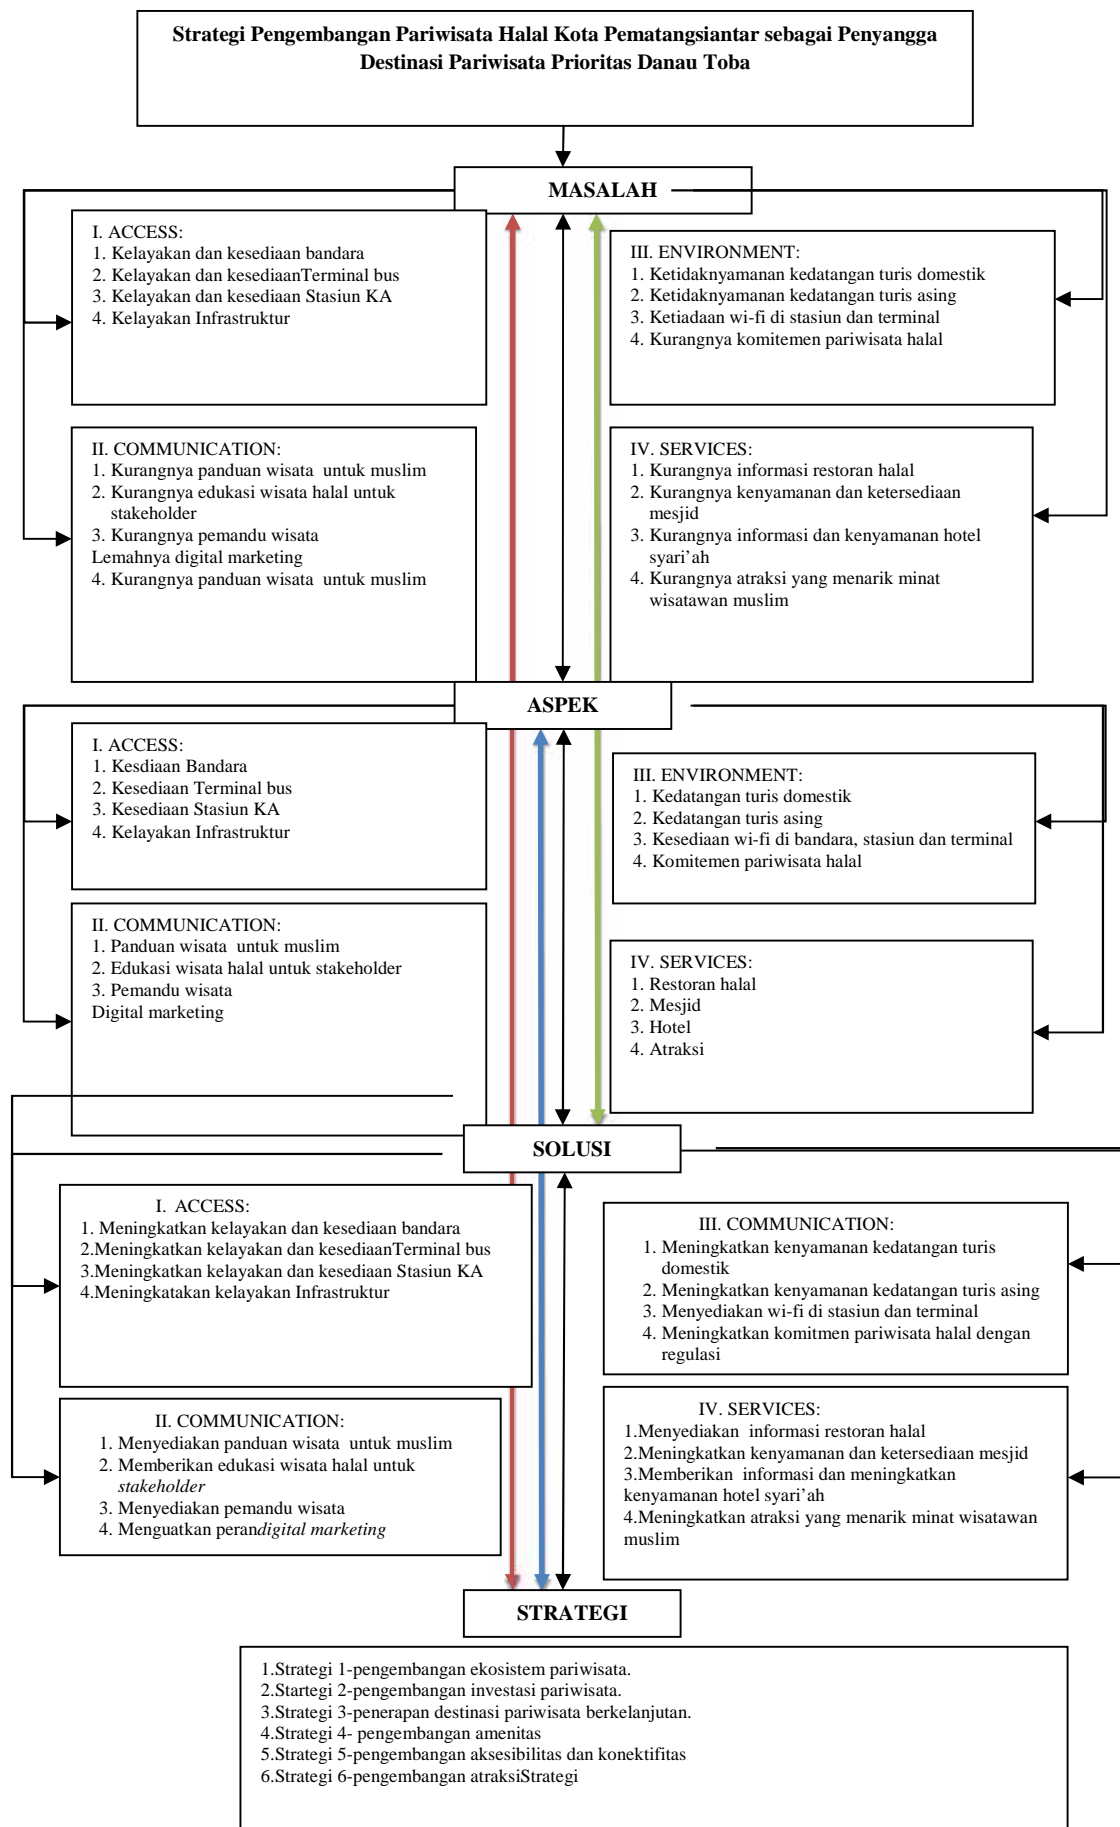 Strategi Pengembangan Pariwisata Halal Kota Pematangsiantar sebagai Penyangga
Destinasi Pariwisata Prioritas Danau Toba
MASALAH
I. ACCESS:
1. Kelayakan dan kesediaan bandara
2. Kelayakan dan kesediaanTerminal bus
3. Kelayakan dan kesediaan Stasiun KA
4. Kelayakan Infrastruktur
II. COMMUNICATION:
1. Kurangnya panduan wisata untuk muslim
2. Kurangnya edukasi wisata halal untuk
stakeholder
3. Kurangnya pemandu wisata
Lemahnya digital marketing
4. Kurangnya panduan wisata untuk muslim
III. ENVIRONMENT:
1. Ketidaknyamanan kedatangan turis domestik
2. Ketidaknyamanan kedatangan turis asing
3. Ketiadaan wi-fi di stasiun dan terminal
4. Kurangnya komitemen pariwisata halal
IV. SERVICES:
1. Kurangnya informasi restoran halal
2. Kurangnya kenyamanan dan ketersediaan
mesjid
3. Kurangnya informasi dan kenyamanan hotel
syari’ah
4. Kurangnya atraksi yang menarik minat
wisatawan muslim
ASPEK
I. ACCESS:
1. Kesdiaan Bandara
2. Kesediaan Terminal bus
3. Kesediaan Stasiun KA
4. Kelayakan Infrastruktur
II. COMMUNICATION:
1. Panduan wisata untuk muslim
2. Edukasi wisata halal untuk stakeholder
3. Pemandu wisata
Digital marketing
III. ENVIRONMENT:
1. Kedatangan turis domestik
2. Kedatangan turis asing
3. Kesediaan wi-fi di bandara, stasiun dan terminal
4. Komitemen pariwisata halal
IV. SERVICES:
1. Restoran halal
2. Mesjid
3. Hotel
4. Atraksi
SOLUSI
I. ACCESS:
1. Meningkatkan kelayakan dan kesediaan bandara
2.Meningkatkan kelayakan dan kesediaanTerminal bus
3.Meningkatkan kelayakan dan kesediaan Stasiun KA
4.Meningkatakan kelayakan Infrastruktur
II. COMMUNICATION:
1. Menyediakan panduan wisata untuk muslim
2. Memberikan edukasi wisata halal untuk
stakeholder
3. Menyediakan pemandu wisata
4. Menguatkan perandigital marketing
III. COMMUNICATION:
1. Meningkatkan kenyamanan kedatangan turis
domestik
2. Meningkatkan kenyamanan kedatangan turis asing
3. Menyediakan wi-fi di stasiun dan terminal
4. Meningkatkan komitmen pariwisata halal dengan
regulasi
IV. SERVICES:
1.Menyediakan informasi restoran halal
2.Meningkatkan kenyamanan dan ketersediaan mesjid
3.Memberikan informasi dan meningkatkan
kenyamanan hotel syari’ah
4.Meningkatkan atraksi yang menarik minat wisatawan
muslim
STRATEGI
1.Strategi 1-pengembangan ekosistem pariwisata.
2.Startegi 2-pengembangan investasi pariwisata.
3.Strategi 3-penerapan destinasi pariwisata berkelanjutan.
4.Strategi 4- pengembangan amenitas
5.Strategi 5-pengembangan aksesibilitas dan konektifitas
6.Strategi 6-pengembangan atraksiStrategi